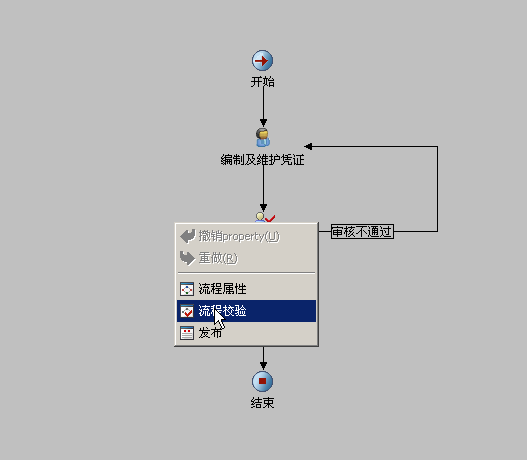 开始
编制及维护凭证
审核不通过
撤销property(U)
重做(R)
流程属性
流程校验
发布
结束